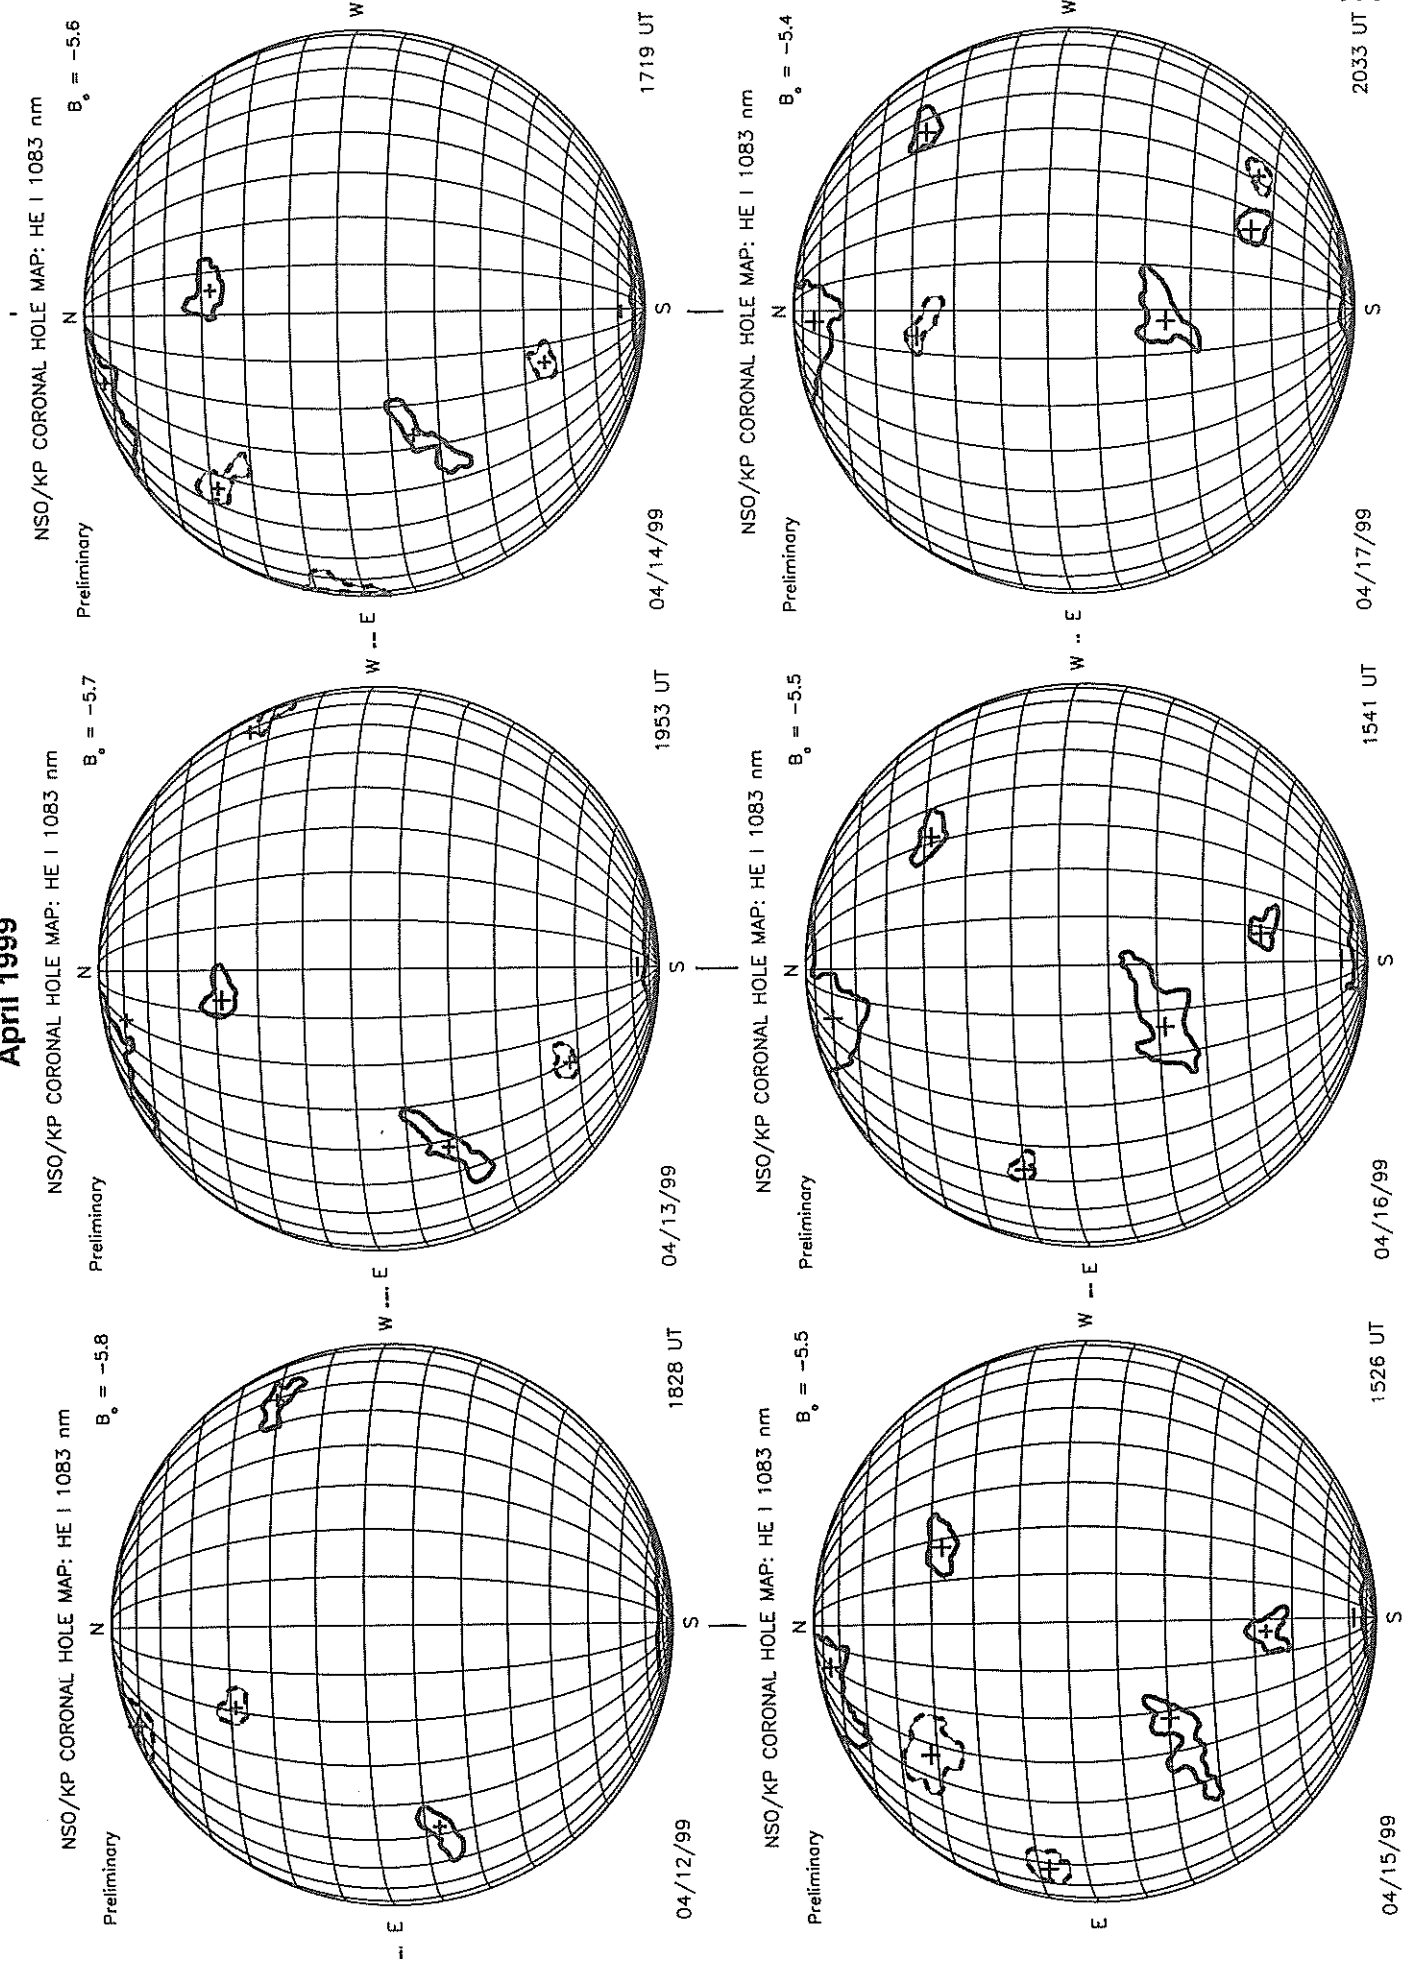 April 1999
NSO/KP CORONAL HOLE MAP: HE I 1083 nm
Preliminary
B₀ = -5.8
N
E
W
S
04/12/99
1828 UT
NSO/KP CORONAL HOLE MAP: HE I 1083 nm
Preliminary
B₀ = -5.7
N
E
W
S
04/13/99
1953 UT
NSO/KP CORONAL HOLE MAP: HE I 1083 nm
Preliminary
B₀ = -5.6
N
E
W
S
04/14/99
1719 UT
NSO/KP CORONAL HOLE MAP: HE I 1083 nm
Preliminary
B₀ = -5.5
N
E
W
S
04/15/99
1526 UT
NSO/KP CORONAL HOLE MAP: HE I 1083 nm
Preliminary
B₀ = -5.5
N
E
W
S
04/16/99
1541 UT
NSO/KP CORONAL HOLE MAP: HE I 1083 nm
Preliminary
B₀ = -5.4
N
E
W
S
04/17/99
2033 UT